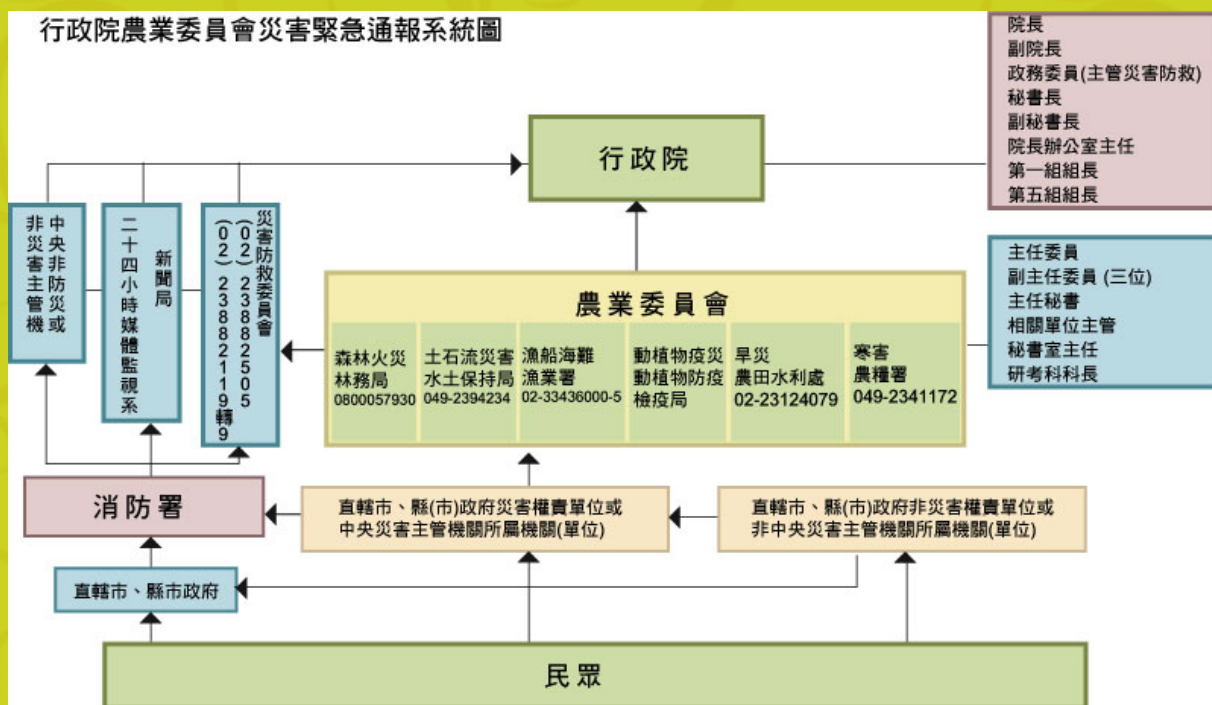 行政院農業委員會災害緊急通報系統圖
院長
副院長
政務委員(主管災害防救)
秘書長
副秘書長
院長辦公室主任
第一組組長
第五組組長
行政院
中央非防災或
非災害主管機
新聞局
二十四小時媒體監視系
災害防救委員會
(02) 23882505
(02) 23882119轉9
主任委員
副主任委員 (三位)
主任秘書
相關單位主管
秘書室主任
研考科科長
農業委員會
森林火災
林務局
0800057930
土石流災害
水土保持局
049-2394234
漁船海難
漁業署
02-33436000-5
動植物疫災
動植物防疫
檢疫局
旱災
農田水利處
02-23124079
寒害
農糧署
049-2341172
消防署
直轄市、縣(市)政府災害權責單位或
中央災害主管機關所屬機關(單位)
直轄市、縣(市)政府非災害權責單位或
非中央災害主管機關所屬機關(單位)
直轄市、縣市政府
民眾